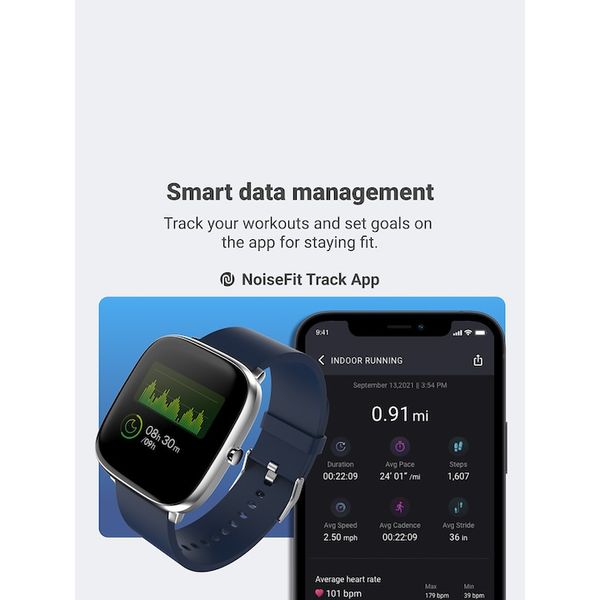 Smart data management
Track your workouts and set goals on
the app for staying fit.
NoiseFit Track App
08h 30m
/09h
9:41
INDOOR RUNNING
September 13,2021 || 3:54 PM
0.91 mi
Duration Avg Pace Steps
00:22:09 24' 01" /mi 1,607
Avg Speed Avg Cadence Avg Stride
2.50 mph 00:22:09 36 in
Average heart rate Max Min
101 bpm 179 bpm 39 bpm